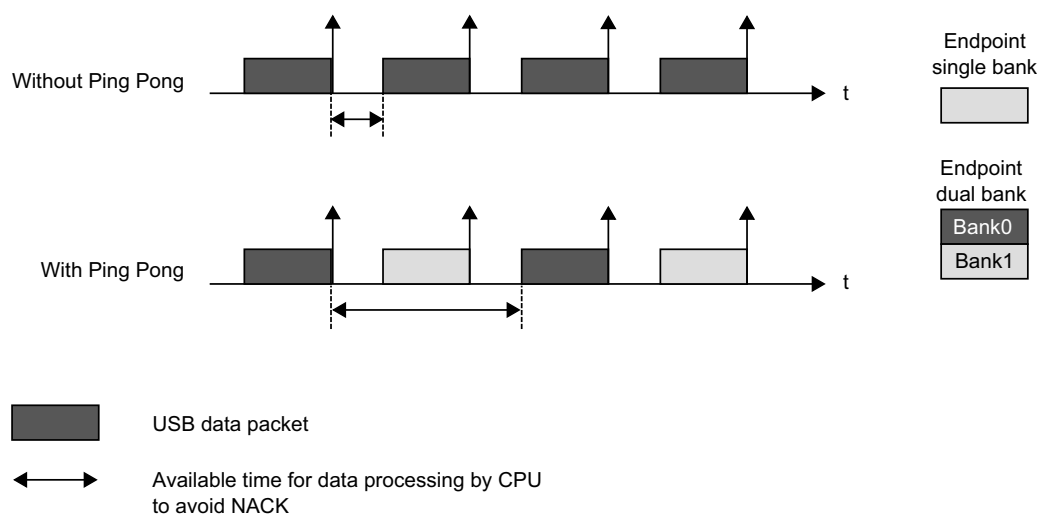 Without Ping Pong
t
Endpoint
single bank
Endpoint
dual bank
Bank0
Bank1
With Ping Pong
t
USB data packet
Available time for data processing by CPU
to avoid NACK